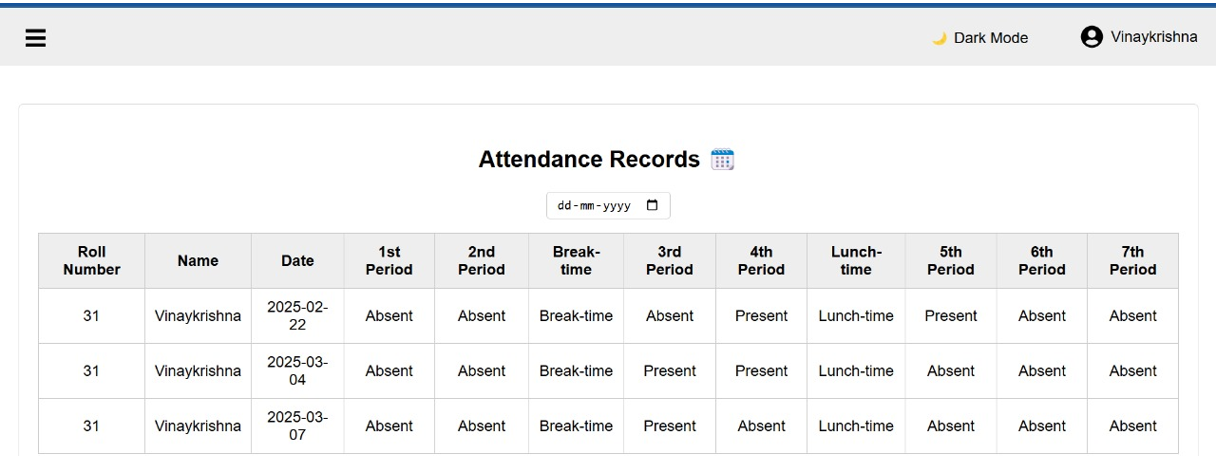 Dark Mode
Vinaykrishna
Attendance Records
dd-mm-yyyy
Roll Number Name Date 1st Period 2nd Period Break-time 3rd Period 4th Period Lunch-time 5th Period 6th Period 7th Period
31 Vinaykrishna 2025-02-22 Absent Absent Break-time Absent Present Lunch-time Present Absent Absent
31 Vinaykrishna 2025-03-04 Absent Absent Break-time Present Present Lunch-time Absent Absent Absent
31 Vinaykrishna 2025-03-07 Absent Absent Break-time Present Absent Lunch-time Absent Absent Absent